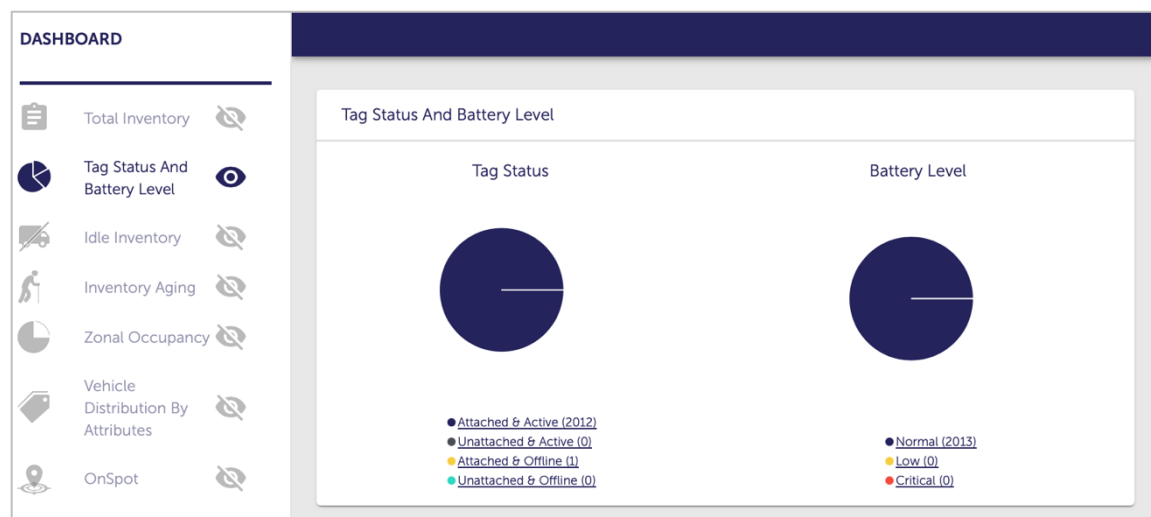 DASHBOARD
Total Inventory
Tag Status And
Battery Level
Idle Inventory
Inventory Aging
Zonal Occupancy
Vehicle
Distribution By
Attributes
OnSpot
Tag Status And Battery Level
Tag Status
Attached & Active (2012)
Unattached & Active (0)
Attached & Offline (1)
Unattached & Offline (0)
Battery Level
Normal (2013)
Low (0)
Critical (0)